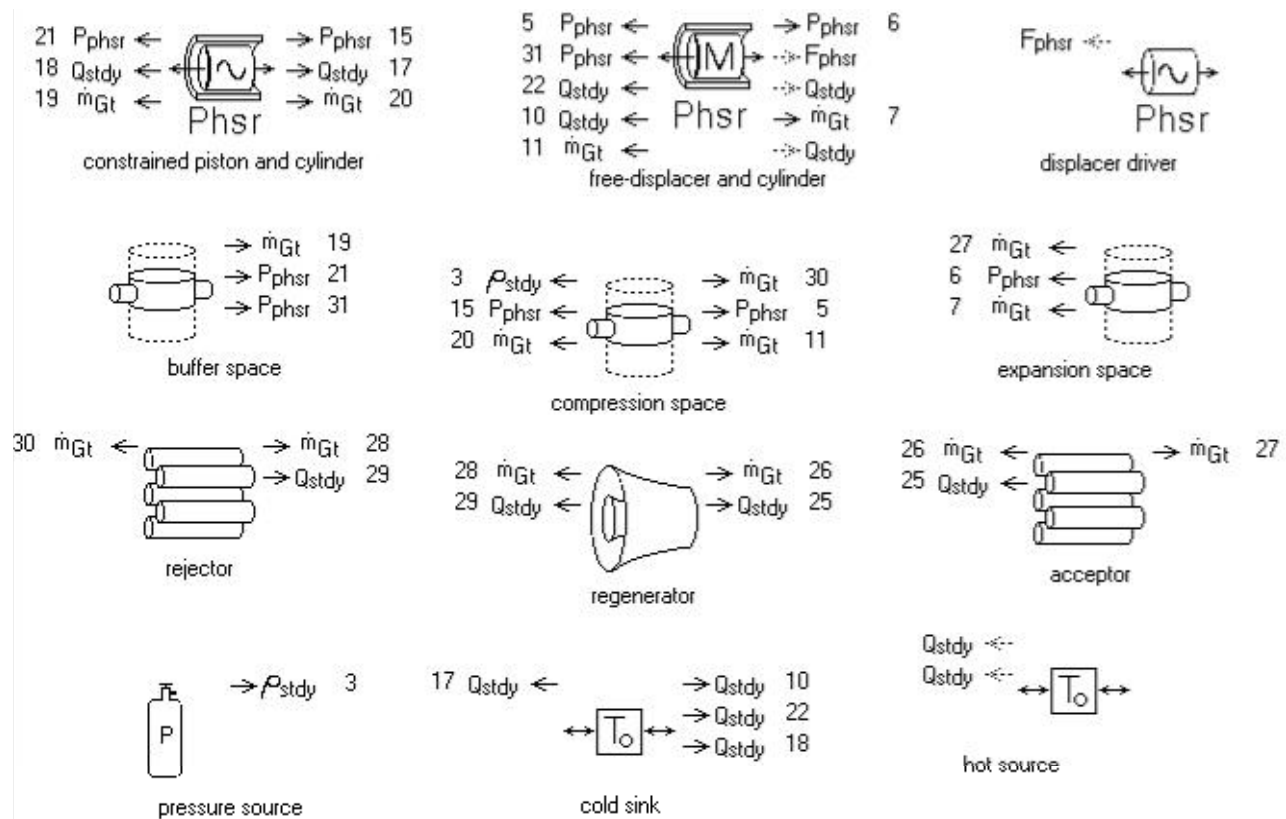 21 Pphsr Pphsr 15
18 Qstdy Qstdy 17
19 ṁGt ṁGt 20
Phsr
constrained piston and cylinder
5 Pphsr Pphsr 6
31 Pphsr M Fphsr
22 Qstdy Qstdy
10 Qstdy Phsr ṁGt 7
11 ṁGt Qstdy
free-displacer and cylinder
Fphsr
Phsr
displacer driver
ṁGt 19
Pphsr 21
Pphsr 31
buffer space
3 ρstdy ṁGt 30
15 Pphsr Pphsr 5
20 ṁGt ṁGt 11
compression space
27 ṁGt
6 Pphsr
7 ṁGt
expansion space
30 ṁGt ṁGt 28
Qstdy 29
rejector
28 ṁGt ṁGt 26
29 Qstdy Qstdy 25
regenerator
26 ṁGt ṁGt 27
25 Qstdy
acceptor
ρstdy 3
P
pressure source
17 Qstdy Qstdy 10
To Qstdy 22
Qstdy 18
cold sink
Qstdy
Qstdy
To
hot source